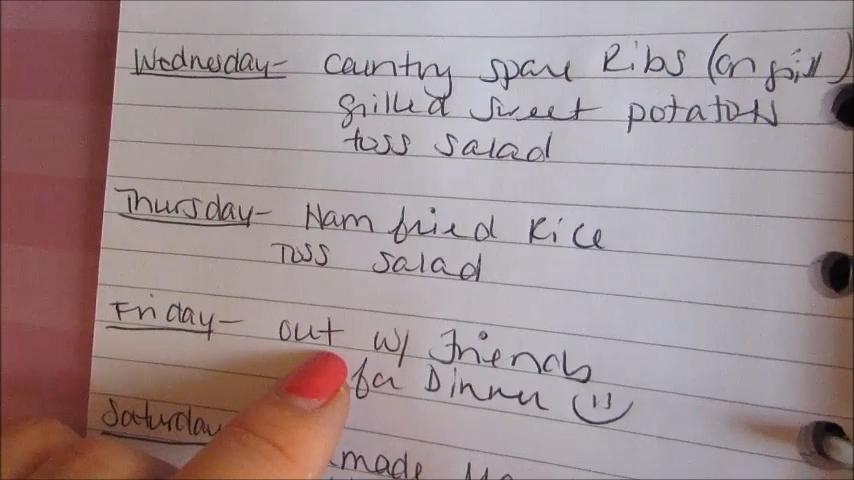 Wednesday- Country spare Ribs (on grill)
grilled sweet potatoes
toss salad
Thursday- Ham fried Rice
Toss salad
Friday- out w/ Friends
for Dinner
Saturday
made